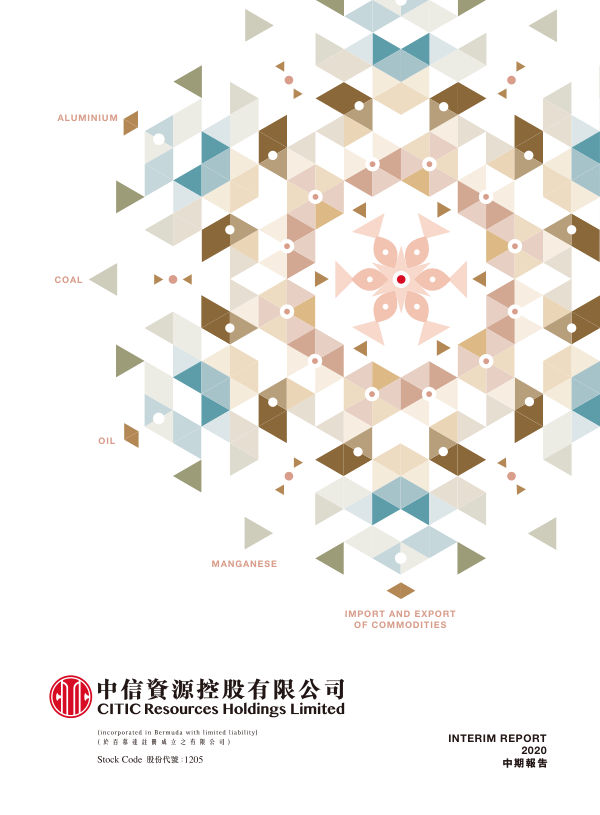 ALUMINIUM
COAL
OIL
MANGANESE
IMPORT AND EXPORT
OF COMMODITIES
中信資源控股有限公司
CITIC Resources Holdings Limited
(incorporated in Bermuda with limited liability)
(於百慕達註冊成立之有限公司)
Stock Code 股份代號 : 1205
INTERIM REPORT
2020
中期報告